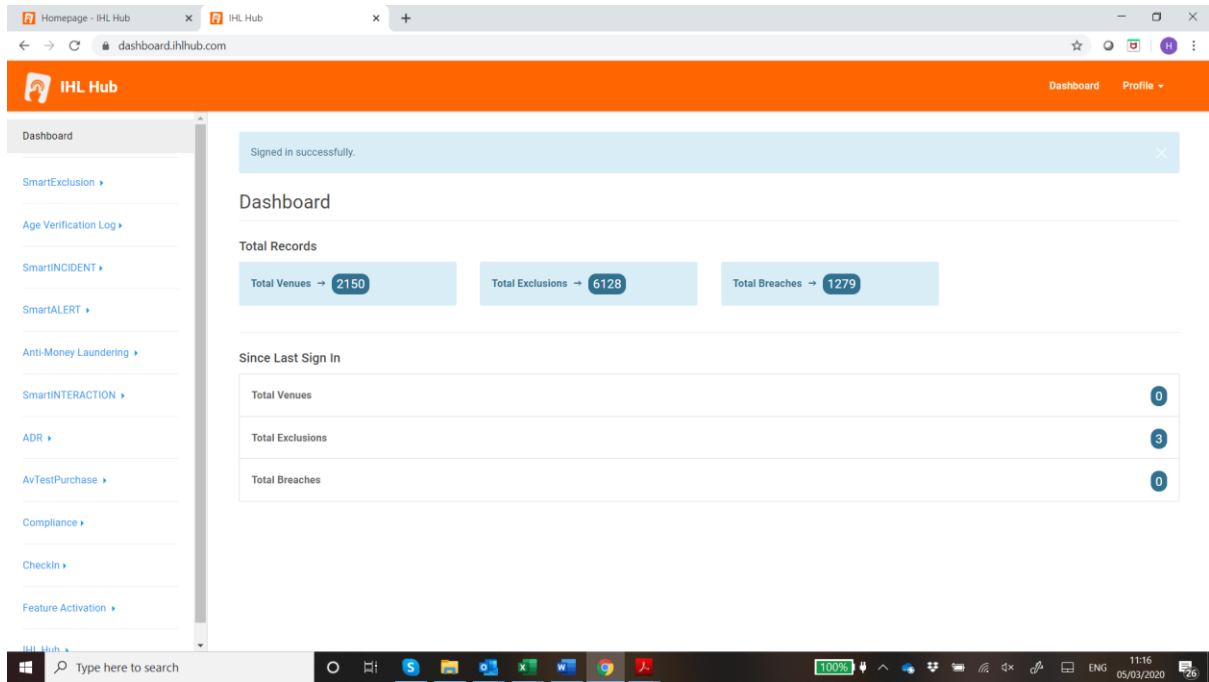 Homepage - IHL Hub
IHL Hub
dashboard.ihlhub.com
H
IHL Hub
Dashboard
Profile
Dashboard
SmartExclusion
Age Verification Log
SmartINCIDENT
SmartALERT
Anti-Money Laundering
SmartINTERACTION
ADR
AvTestPurchase
Compliance
CheckIn
Feature Activation
IHL Hub
Signed in successfully.
Dashboard
Total Records
Total Venues → 2150
Total Exclusions → 6128
Total Breaches → 1279
Since Last Sign In
Total Venues 0
Total Exclusions 3
Total Breaches 0
Type here to search
100%
ENG
11:16
05/03/2020
26